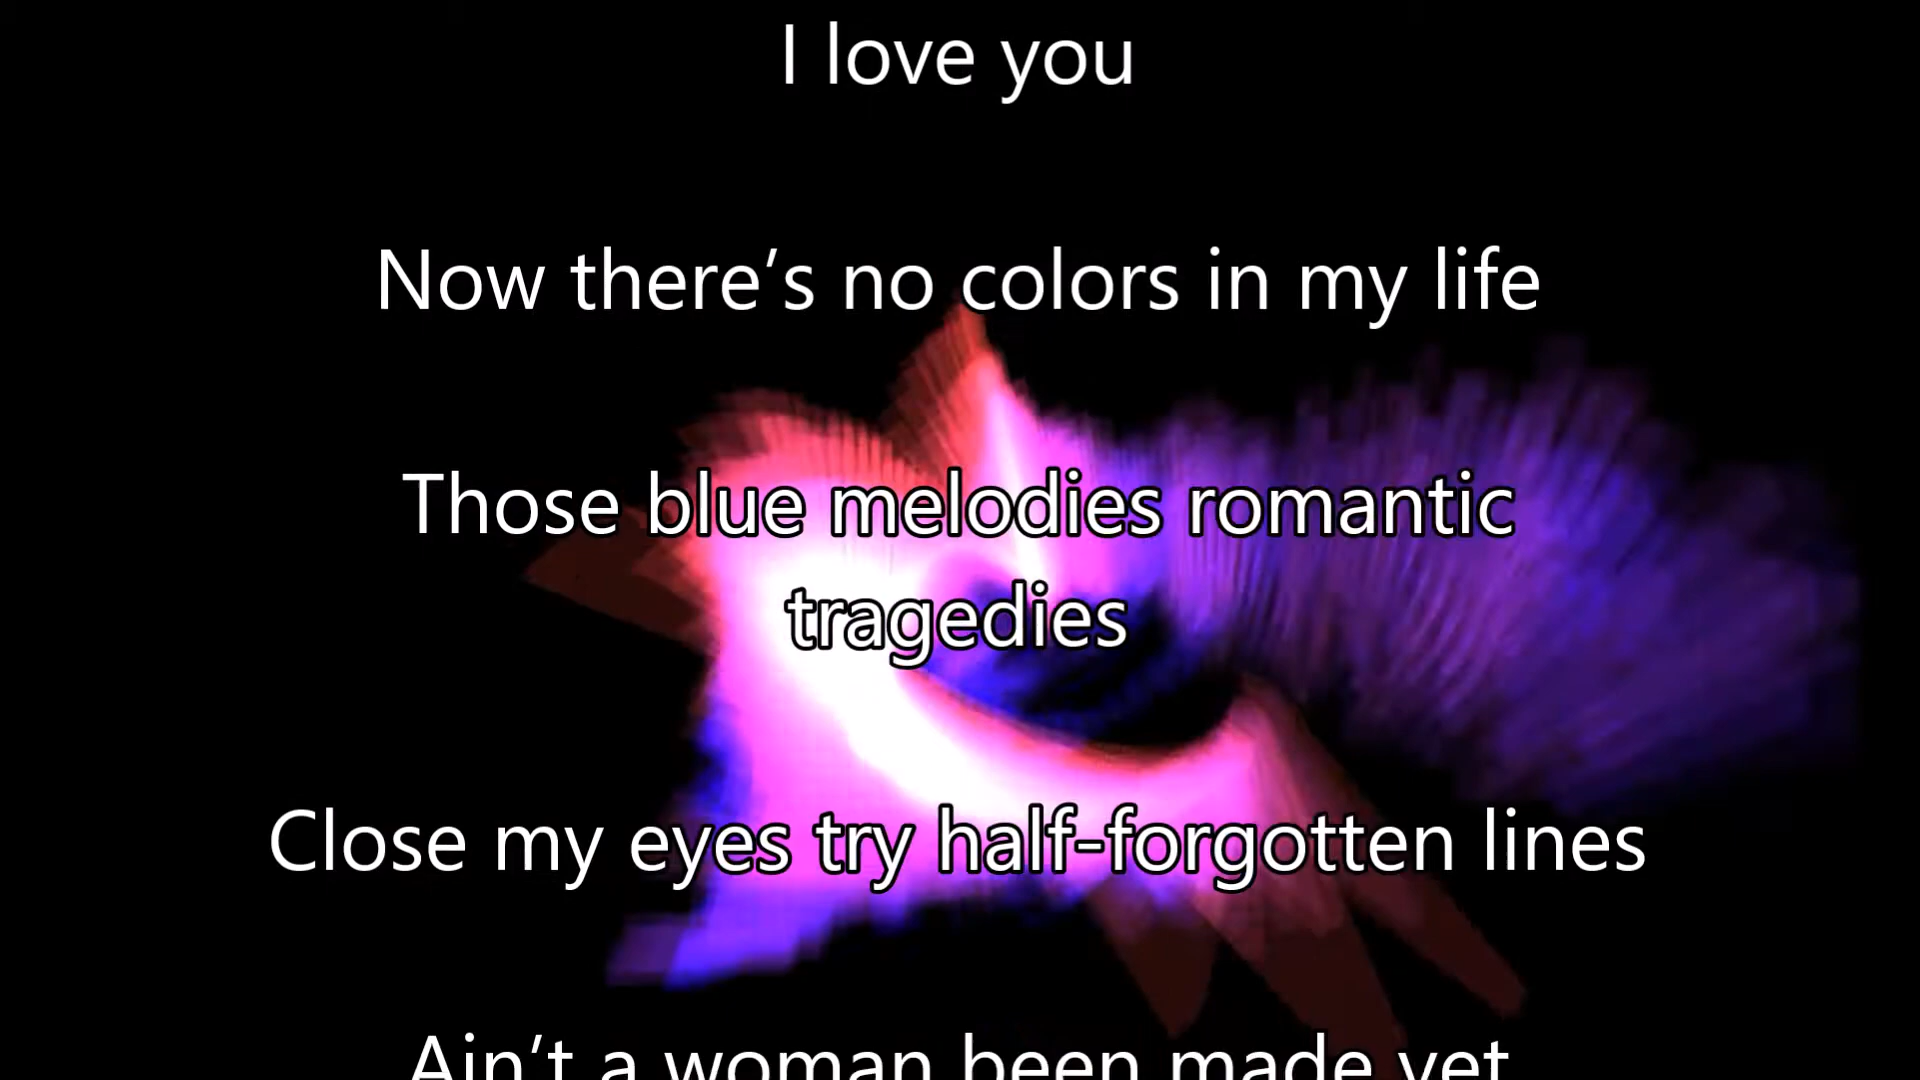 I love you
Now there’s no colors in my life
Those blue melodies romantic
tragedies
Close my eyes try half-forgotten lines
Ain’t a woman been made yet